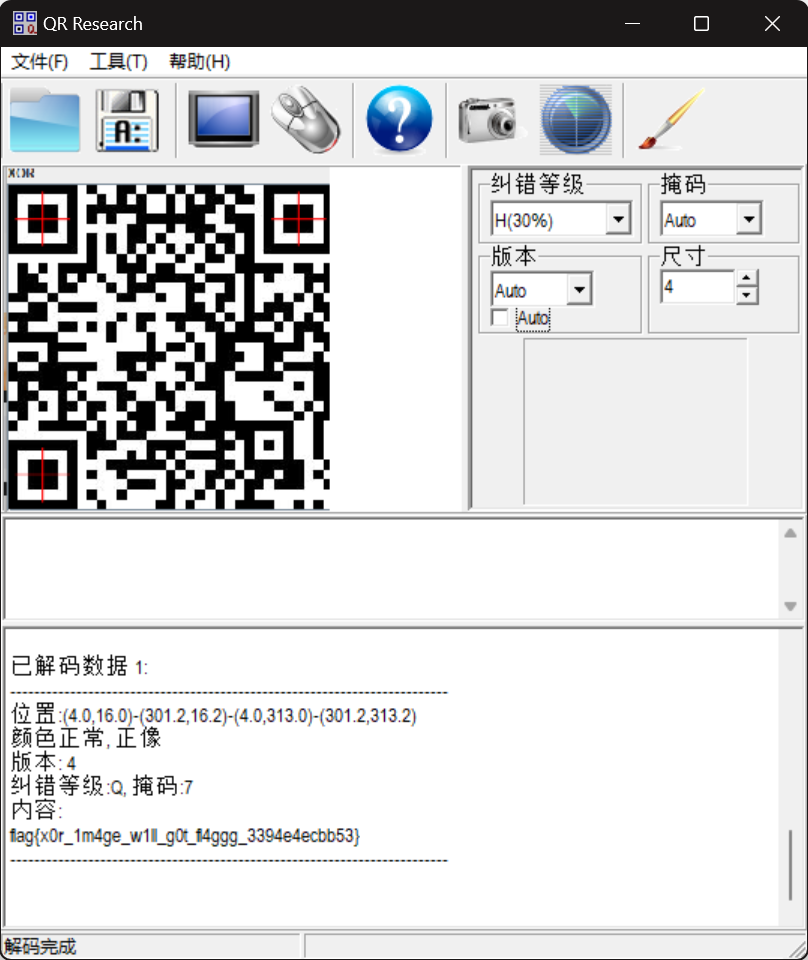 QR Research
文件(F) 工具(T) 帮助(H)
A:
XOR
纠错等级
掩码
H(30%)
Auto
版本
尺寸
Auto
4
Auto
已解码数据 1:
位置:(4.0,16.0)-(301.2,16.2)-(4.0,313.0)-(301.2,313.2)
颜色正常, 正像
版本: 4
纠错等级:Q, 掩码:7
内容:
flag{x0r_1m4ge_w1ll_g0t_fl4ggg_3394e4ecbb53}
解码完成